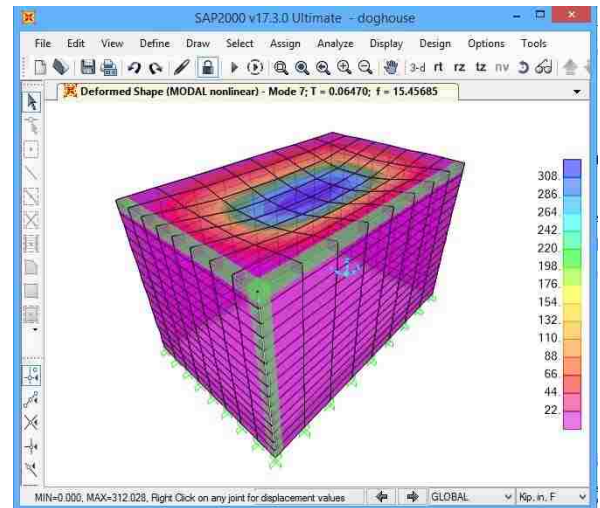 SAP2000 v17.3.0 Ultimate - doghouse
File Edit View Define Draw Select Assign Analyze Display Design Options Tools
3-d rt rz tz nv
Deformed Shape (MODAL nonlinear) - Mode 7; T = 0.06470; f = 15.45685
308.
286.
264.
242.
220.
198.
176.
154.
132.
110.
88.
66.
44.
22.
MIN=0.000, MAX=312.028, Right Click on any joint for displacement values GLOBAL Kip, in, F